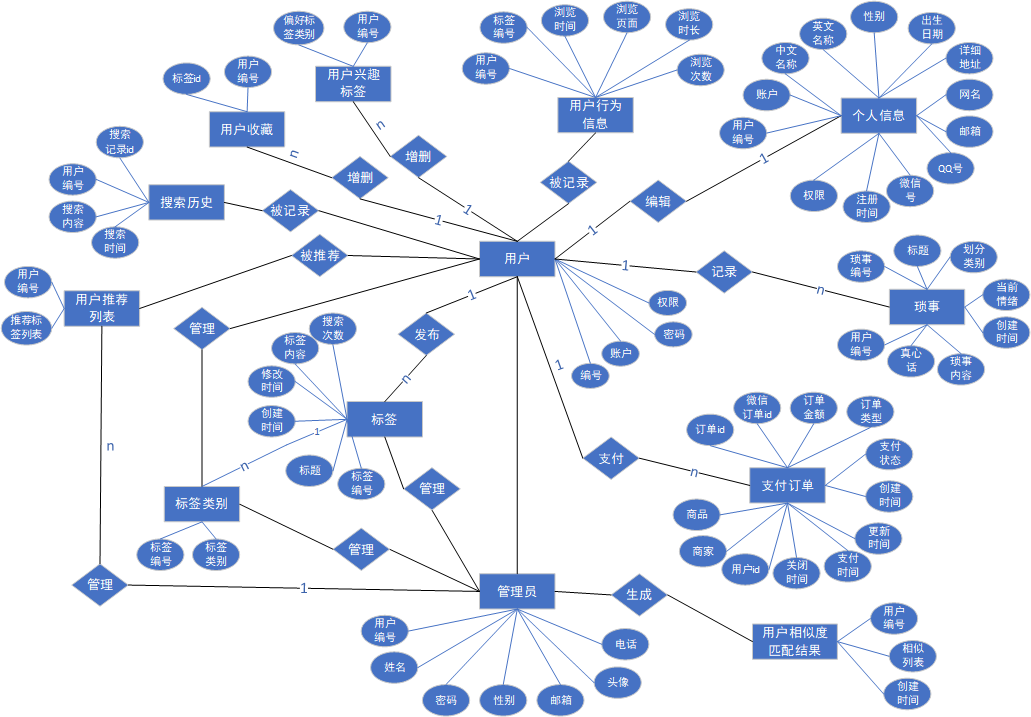 偏好标
签类别
用户
编号
标签id
用户
编号
用户兴趣
标签
用户收藏
n
n
增删
增删
1
1
搜索
记录id
用户
编号
搜索
内容
搜索
时间
搜索历史
被记录
标签
编号
浏览
时间
浏览
页面
浏览
时长
用户
编号
浏览
次数
用户行为
信息
被记录
英文
名称
性别
出生
日期
中文
名称
详细
地址
账户
网名
用户
编号
邮箱
QQ号
微信
号
注册
时间
权限
个人信息
1
编辑
1
用户
被推荐
用户
编号
推荐标
签列表
用户推荐
列表
管理
1
发布
n
1
记录
n
权限
密码
账户
编号
标题
划分
类别
琐事
编号
当前
情绪
琐事
创建
时间
用户
编号
真心
话
琐事
内容
搜索
次数
标签
内容
修改
时间
创建
时间
标题
标签
编号
标签
1
n
标签类别
标签
编号
标签
类别
管理
管理
n
管理
1
1
支付
n
微信
订单id
订单
金额
订单
类型
订单id
支付
状态
支付订单
创建
时间
商品
更新
时间
商家
用户id
关闭
时间
支付
时间
管理员
生成
用户相似度
匹配结果
用户
编号
相似
列表
创建
时间
用户
编号
姓名
密码
性别
邮箱
头像
电话